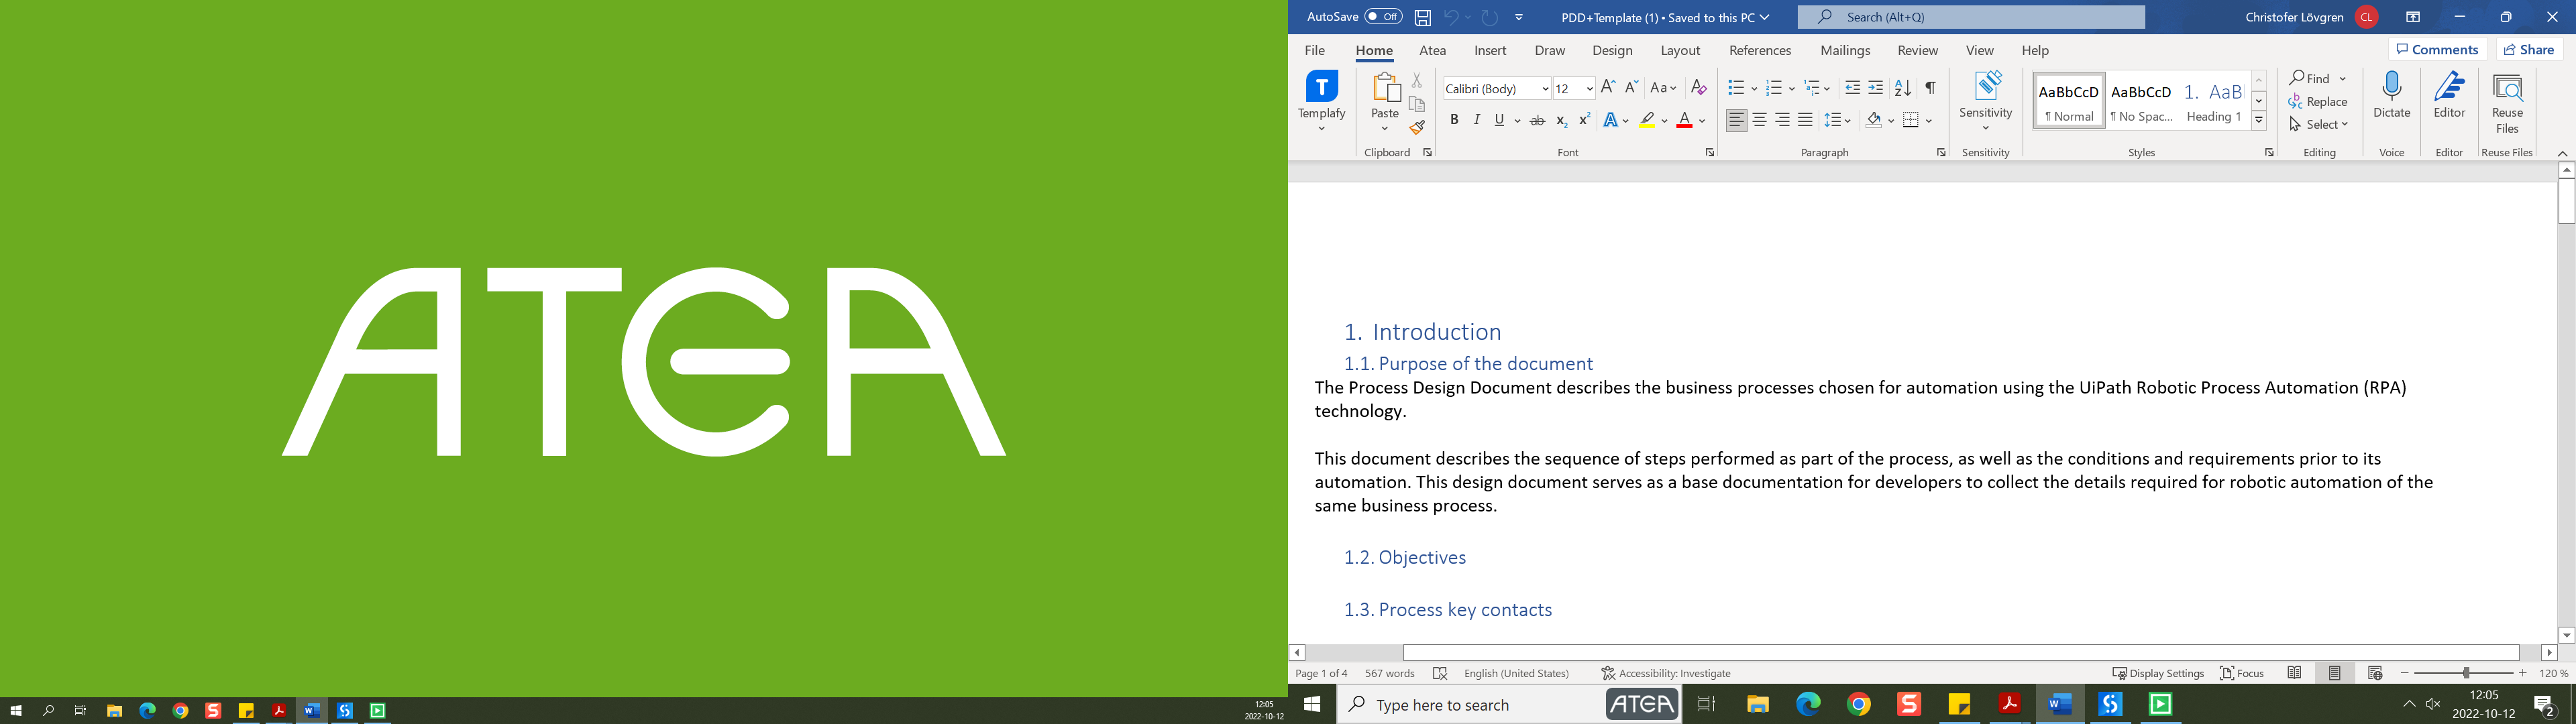 ATEA
12:05
2022-10-12
AutoSave Off
PDD+Template (1) • Saved to this PC
Search (Alt+Q)
Christofer Lövgren CL
File Home Atea Insert Draw Design Layout References Mailings Review View Help
Comments Share
Templafy
Paste
Clipboard
Calibri (Body) 12 A A Aa A
B I U ab x2 x2 A A
Font
Paragraph
Sensitivity
Sensitivity
AaBbCcD AaBbCcD 1. AaB
¶ Normal ¶ No Spac... Heading 1
Styles
Find
Replace
Select
Editing
Dictate
Voice
Editor
Editor
Reuse
Files
Reuse Files
1. Introduction
1.1. Purpose of the document
The Process Design Document describes the business processes chosen for automation using the UiPath Robotic Process Automation (RPA)
technology.
This document describes the sequence of steps performed as part of the process, as well as the conditions and requirements prior to its
automation. This design document serves as a base documentation for developers to collect the details required for robotic automation of the
same business process.
1.2. Objectives
1.3. Process key contacts
Page 1 of 4 567 words English (United States) Accessibility: Investigate
Display Settings Focus 120 %
Type here to search ATEA
12:05
2022-10-12
2